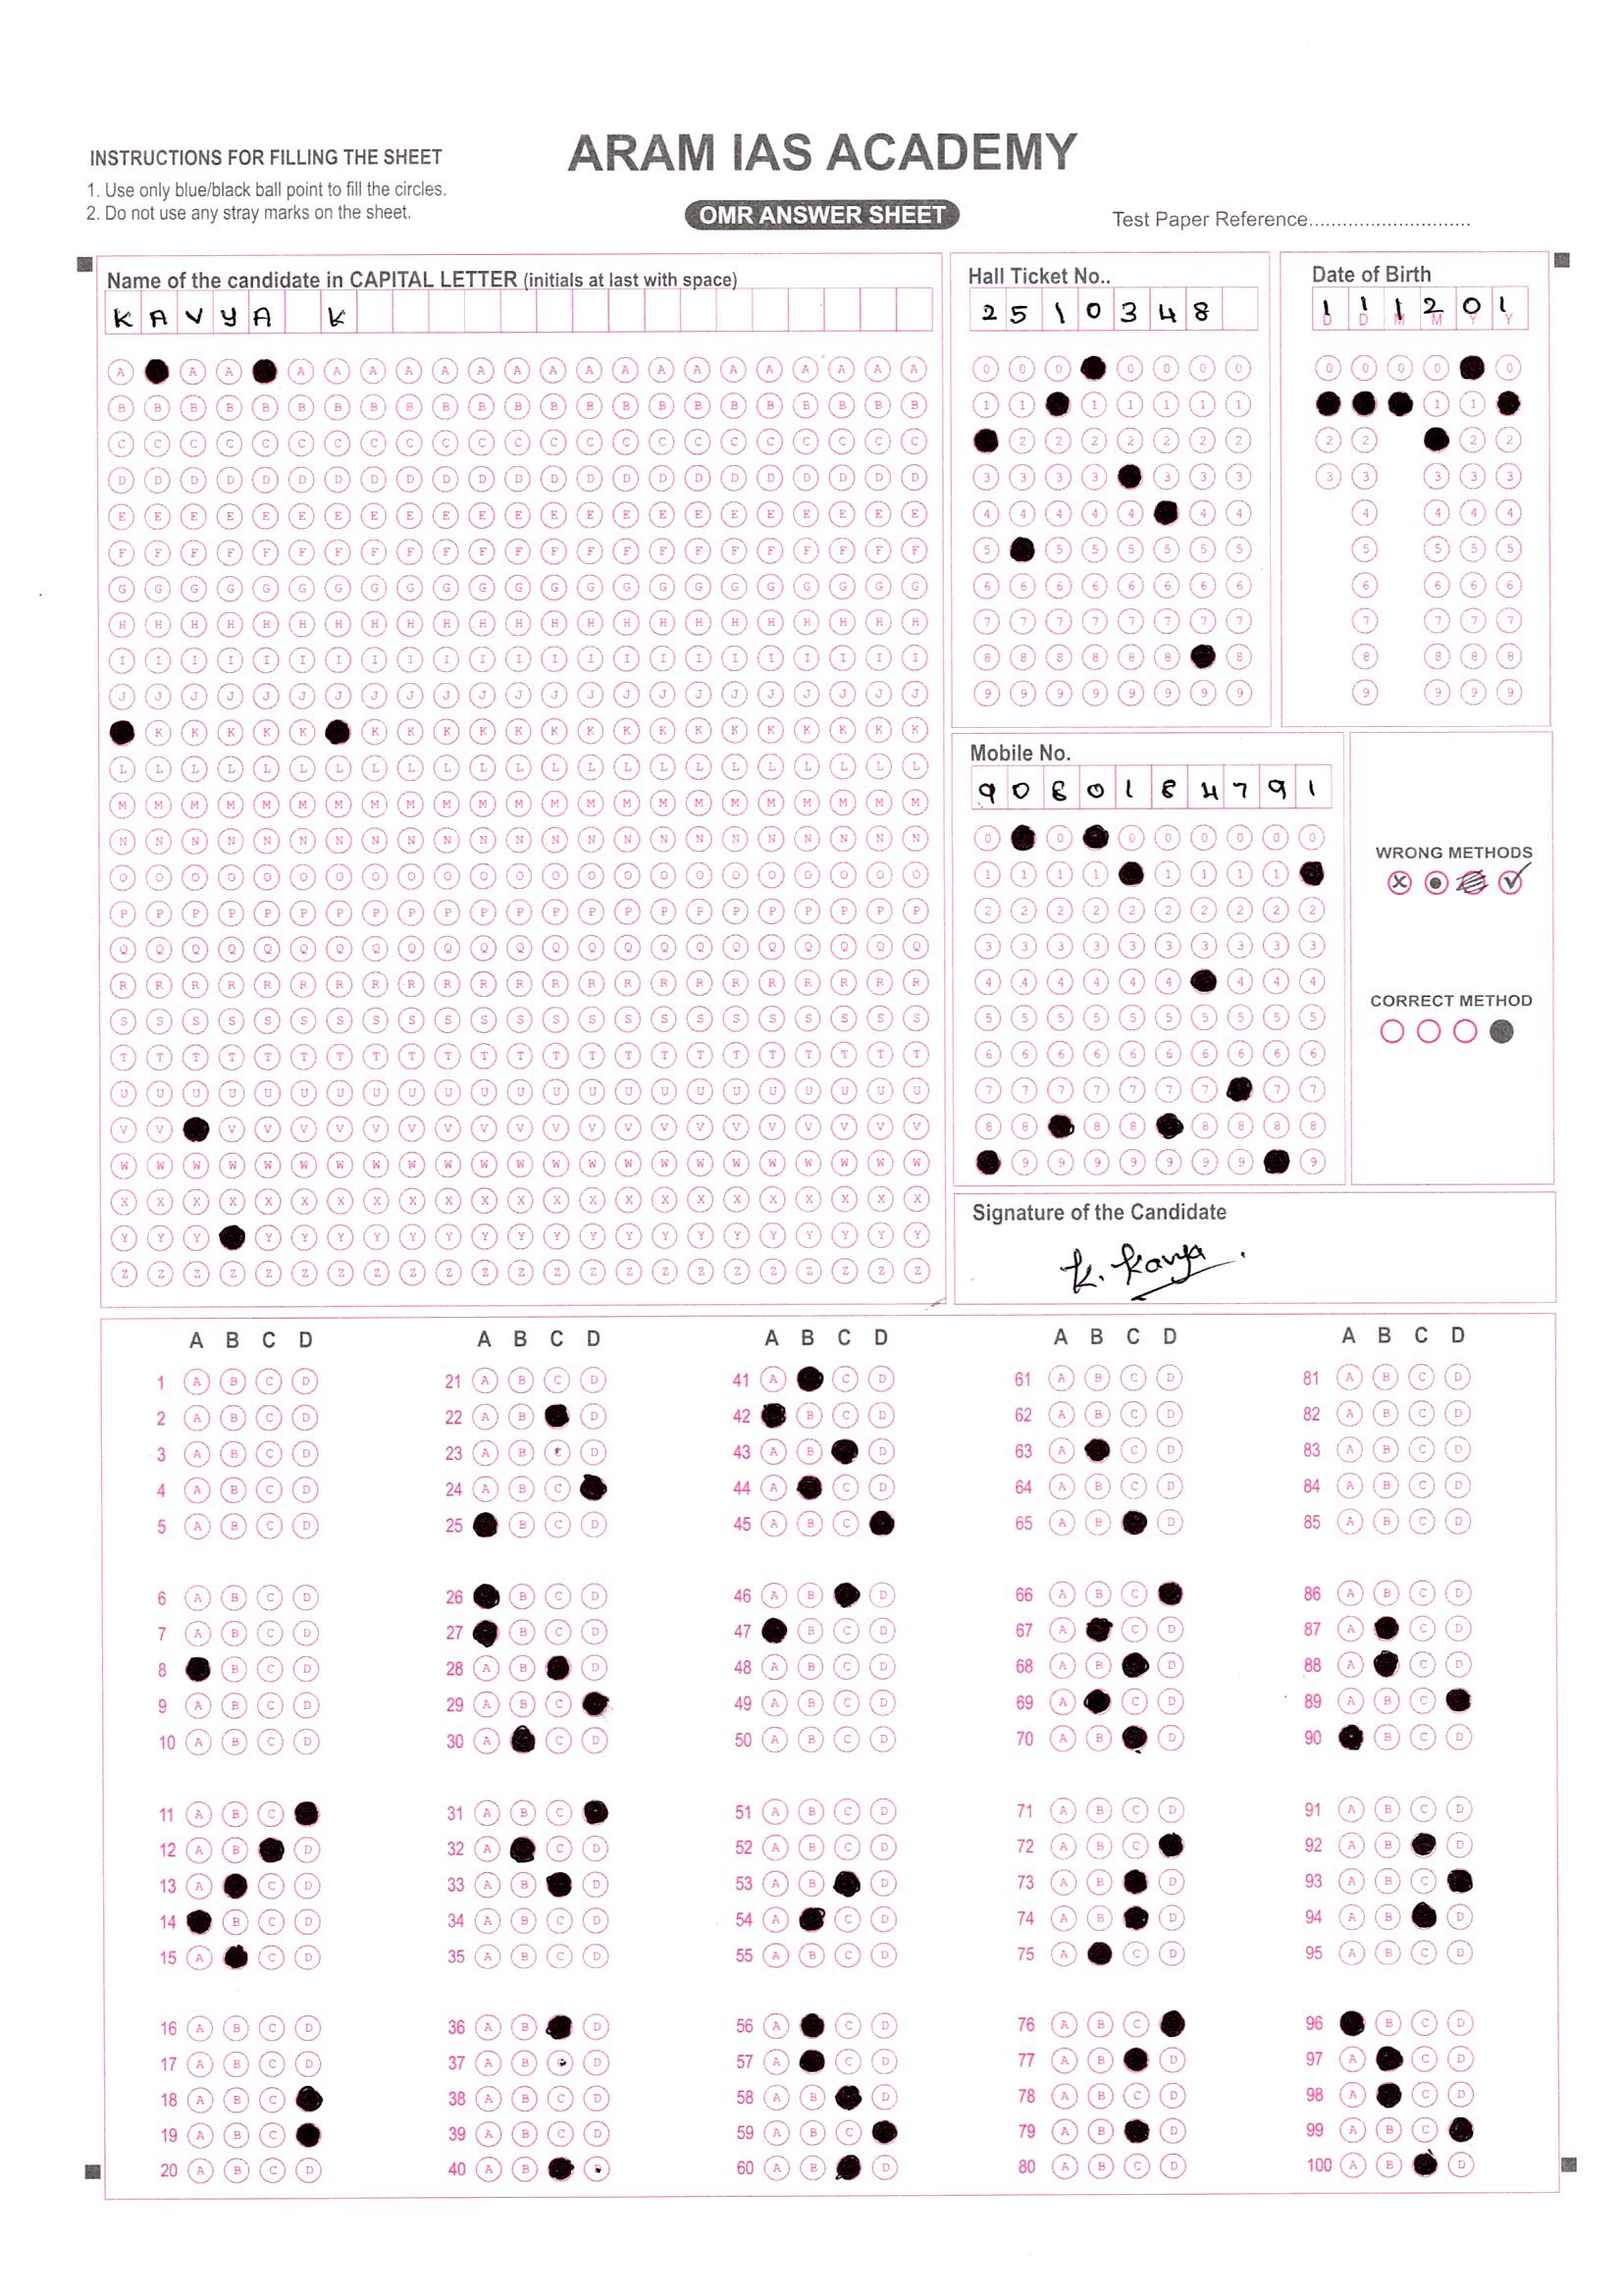 INSTRUCTIONS FOR FILLING THE SHEET
1. Use only blue/black ball point to fill the circles.
2. Do not use any stray marks on the sheet.
ARAM IAS ACADEMY
OMR ANSWER SHEET
Test Paper Reference.............................
Name of the candidate in CAPITAL LETTER (initials at last with space)
K A V Y A K
Hall Ticket No..
2 5 1 0 3 4 8
Date of Birth
1 1 1 2 0 1
D D M M Y Y
Mobile No.
9 0 8 0 1 8 4 7 9 1
WRONG METHODS
CORRECT METHOD
Signature of the Candidate
K. Kavya.
A B C D A B C D A B C D A B C D A B C D
1 21 41 61 81
2 22 42 62 82
3 23 43 63 83
4 24 44 64 84
5 25 45 65 85
6 26 46 66 86
7 27 47 67 87
8 28 48 68 88
9 29 49 69 89
10 30 50 70 90
11 31 51 71 91
12 32 52 72 92
13 33 53 73 93
14 34 54 74 94
15 35 55 75 95
16 36 56 76 96
17 37 57 77 97
18 38 58 78 98
19 39 59 79 99
20 40 60 80 100